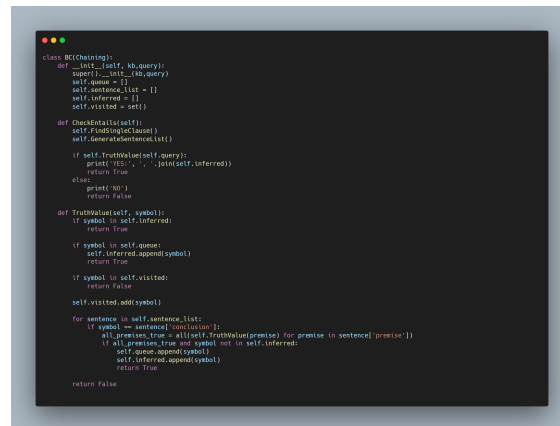 class BC(Chaining):
    def __init__(self, kb,query):
        super().__init__(kb,query)
        self.queue = []
        self.sentence_list = []
        self.inferred = []
        self.visited = set()

    def CheckEntails(self):
        self.FindSingleClause()
        self.GenerateSentenceList()

        if self.TruthValue(self.query):
            print('YES:', ', '.join(self.inferred))
            return True
        else:
            print('NO')
            return False

    def TruthValue(self, symbol):
        if symbol in self.inferred:
            return True

        if symbol in self.queue:
            self.inferred.append(symbol)
            return True

        if symbol in self.visited:
            return False

        self.visited.add(symbol)

        for sentence in self.sentence_list:
            if symbol == sentence['conclusion']:
                all_premises_true = all(self.TruthValue(premise) for premise in sentence['premise'])
                if all_premises_true and symbol not in self.inferred:
                    self.queue.append(symbol)
                    self.inferred.append(symbol)
                    return True

        return False